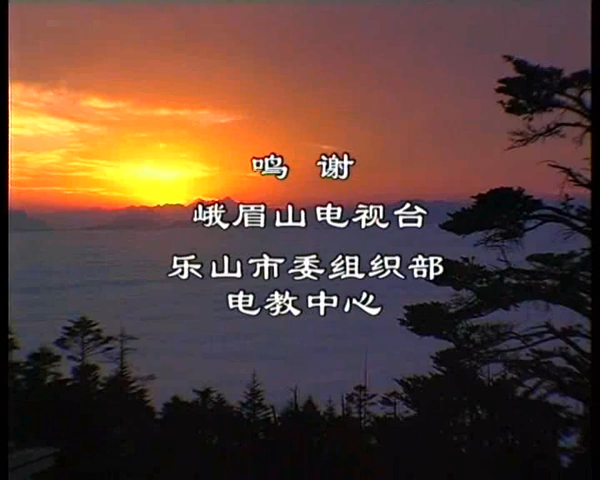 鸣 谢
峨眉山电视台
乐山市委组织部
电教中心